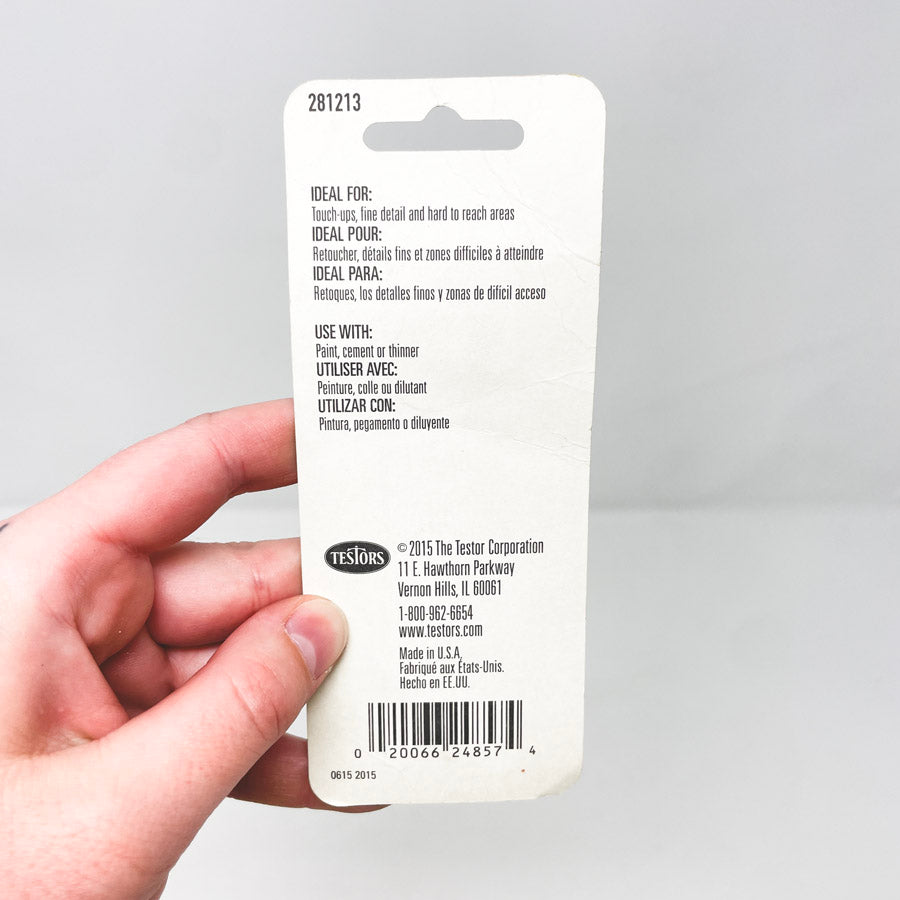 281213
IDEAL FOR:
Touch-ups, fine detail and hard to reach areas
IDEAL POUR:
Retoucher, détails fins et zones difficiles à atteindre
IDEAL PARA:
Retoques, los detalles finos y zonas de difícil acceso
USE WITH:
Paint, cement or thinner
UTILISER AVEC:
Peinture, colle ou dilutant
UTILIZAR CON:
Pintura, pegamento o diluyente
TESTORS
© 2015 The Testor Corporation
11 E. Hawthorn Parkway
Vernon Hills, IL 60061
1-800-962-6654
www.testors.com
Made in U.S.A.
Fabriqué aux États-Unis.
Hecho en EE.UU.
0 20066 24857 4
0615 2015